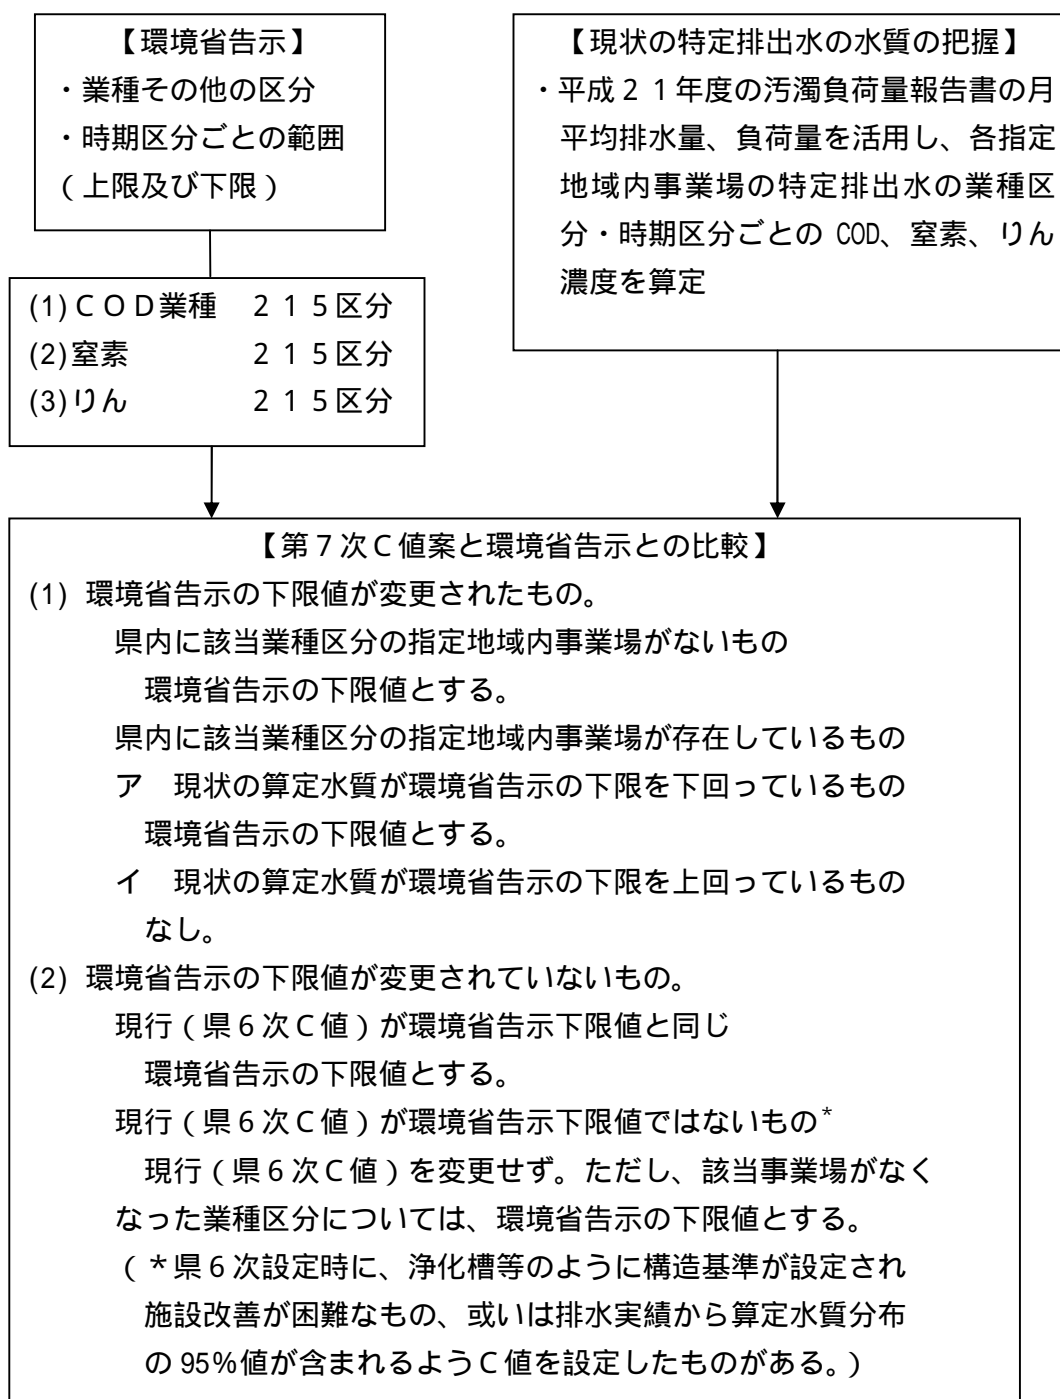 【環境省告示】
・業種その他の区分
・時期区分ごとの範囲
（上限及び下限）
(1)ＣＯＤ業種　２１５区分
(2)窒素　２１５区分
(3)りん　２１５区分
【現状の特定排出水の水質の把握】
・平成２１年度の汚濁負荷量報告書の月
平均排水量、負荷量を活用し、各指定
地域内事業場の特定排出水の業種区
分・時期区分ごとの COD、窒素、りん
濃度を算定
【第７次Ｃ値案と環境省告示との比較】
(1) 環境省告示の下限値が変更されたもの。
県内に該当業種区分の指定地域内事業場がないもの
環境省告示の下限値とする。
県内に該当業種区分の指定地域内事業場が存在しているもの
ア　現状の算定水質が環境省告示の下限を下回っているもの
環境省告示の下限値とする。
イ　現状の算定水質が環境省告示の下限を上回っているもの
なし。
(2) 環境省告示の下限値が変更されていないもの。
現行（県６次Ｃ値）が環境省告示下限値と同じ
環境省告示の下限値とする。
現行（県６次Ｃ値）が環境省告示下限値ではないもの*
現行（県６次Ｃ値）を変更せず。ただし、該当事業場がなく
なった業種区分については、環境省告示の下限値とする。
（＊県６次設定時に、浄化槽等のように構造基準が設定され
施設改善が困難なもの、或いは排水実績から算定水質分布
の 95%値が含まれるようＣ値を設定したものがある。）